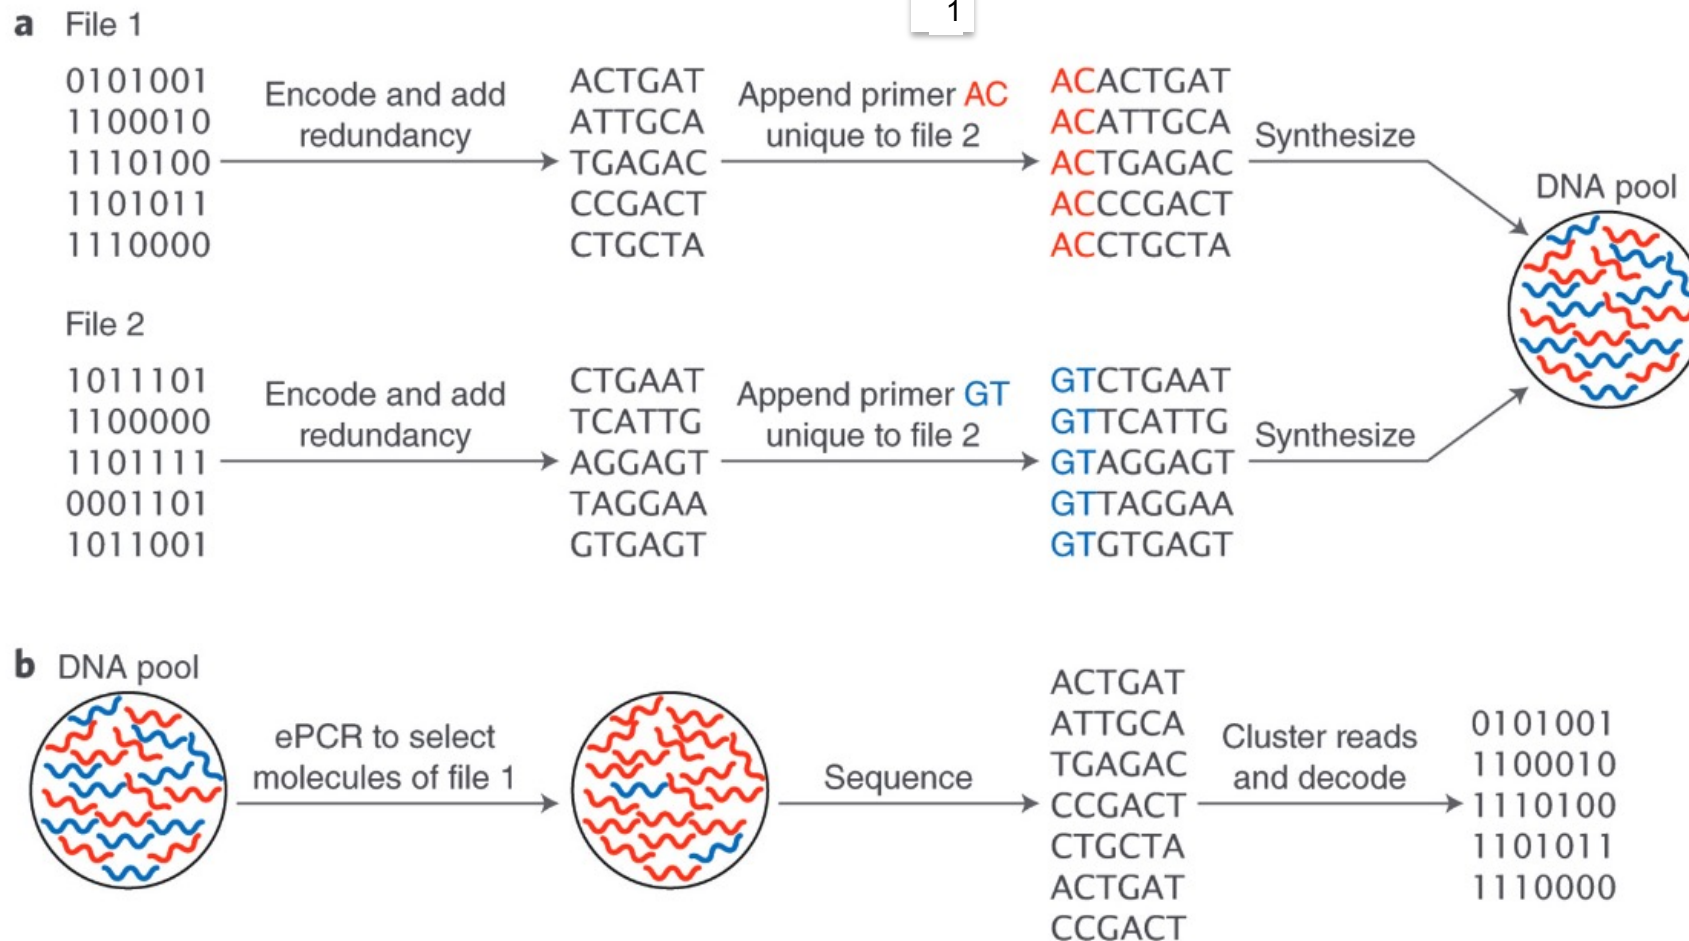 1
a File 1
0101001
1100010
1110100
1101011
1110000
Encode and add
redundancy
ACTGAT
ATTGCA
TGAGAC
CCGACT
CTGCTA
Append primer AC
unique to file 2
ACACTGAT
ACATTGCA
ACTGAGAC
ACCCGACT
ACCTGCTA
Synthesize
DNA pool
File 2
1011101
1100000
1101111
0001101
1011001
Encode and add
redundancy
CTGAAT
TCATTG
AGGAGT
TAGGAA
GTGAGT
Append primer GT
unique to file 2
GTCTGAAT
GTTCATTG
GTAGGAGT
GTTAGGAA
GTGTGAGT
Synthesize
b DNA pool
ePCR to select
molecules of file 1
Sequence
ACTGAT
ATTGCA
TGAGAC
CCGACT
CTGCTA
ACTGAT
CCGACT
Cluster reads
and decode
0101001
1100010
1110100
1101011
1110000